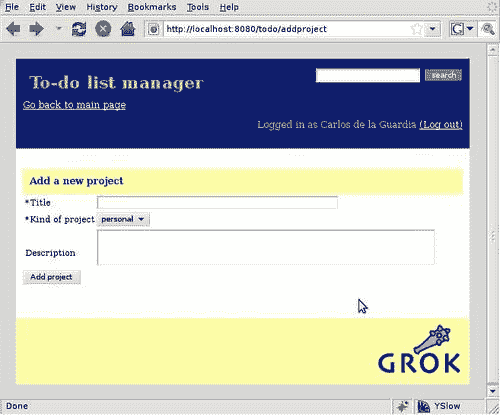 File Edit View History Bookmarks Tools Help
http://localhost:8080/todo/addproject
G
To-do list manager
search
Go back to main page
Logged in as Carlos de la Guardia (Log out)
Add a new project
*Title
*Kind of project personal
Description
Add project
GROK
Done
YSlow